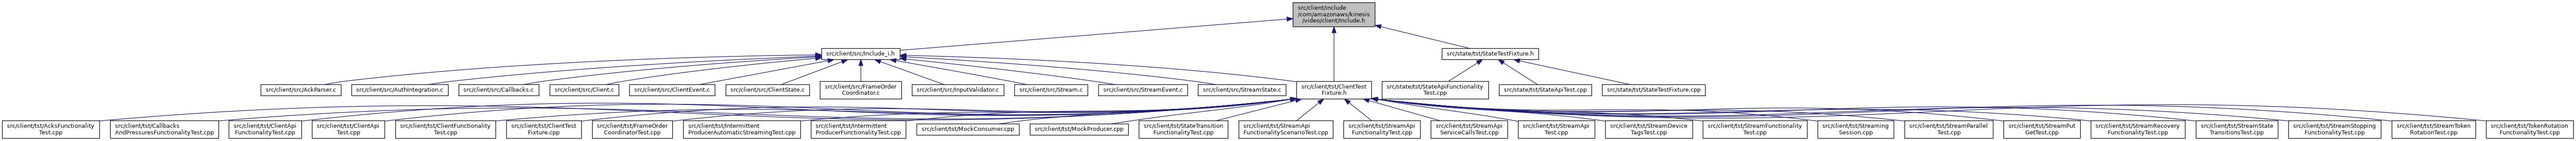 src/client/include
/com/amazonaws/kinesis
/video/client/Include.h
src/client/src/Include_i.h
src/state/tst/StateTestFixture.h
src/client/src/AckParser.c
src/client/src/AuthIntegration.c
src/client/src/Callbacks.c
src/client/src/Client.c
src/client/src/ClientEvent.c
src/client/src/ClientState.c
src/client/src/FrameOrder
Coordinator.c
src/client/src/InputValidator.c
src/client/src/Stream.c
src/client/src/StreamEvent.c
src/client/src/StreamState.c
src/client/tst/ClientTest
Fixture.h
src/state/tst/StateApiFunctionality
Test.cpp
src/state/tst/StateApiTest.cpp
src/state/tst/StateTestFixture.cpp
src/client/tst/AcksFunctionality
Test.cpp
src/client/tst/Callbacks
AndPressuresFunctionalityTest.cpp
src/client/tst/ClientApi
FunctionalityTest.cpp
src/client/tst/ClientApi
Test.cpp
src/client/tst/ClientFunctionality
Test.cpp
src/client/tst/ClientTest
Fixture.cpp
src/client/tst/FrameOrder
CoordinatorTest.cpp
src/client/tst/Intermittent
ProducerAutomaticStreamingTest.cpp
src/client/tst/Intermittent
ProducerFunctionalityTest.cpp
src/client/tst/MockConsumer.cpp
src/client/tst/MockProducer.cpp
src/client/tst/StateTransition
FunctionalityTest.cpp
src/client/tst/StreamApi
FunctionalityScenarioTest.cpp
src/client/tst/StreamApi
FunctionalityTest.cpp
src/client/tst/StreamApi
ServiceCallsTest.cpp
src/client/tst/StreamApi
Test.cpp
src/client/tst/StreamDevice
TagsTest.cpp
src/client/tst/StreamFunctionality
Test.cpp
src/client/tst/Streaming
Session.cpp
src/client/tst/StreamParallel
Test.cpp
src/client/tst/StreamPut
GetTest.cpp
src/client/tst/StreamRecovery
FunctionalityTest.cpp
src/client/tst/StreamState
TransitionsTest.cpp
src/client/tst/StreamStopping
FunctionalityTest.cpp
src/client/tst/StreamToken
RotationTest.cpp
src/client/tst/TokenRotation
FunctionalityTest.cpp